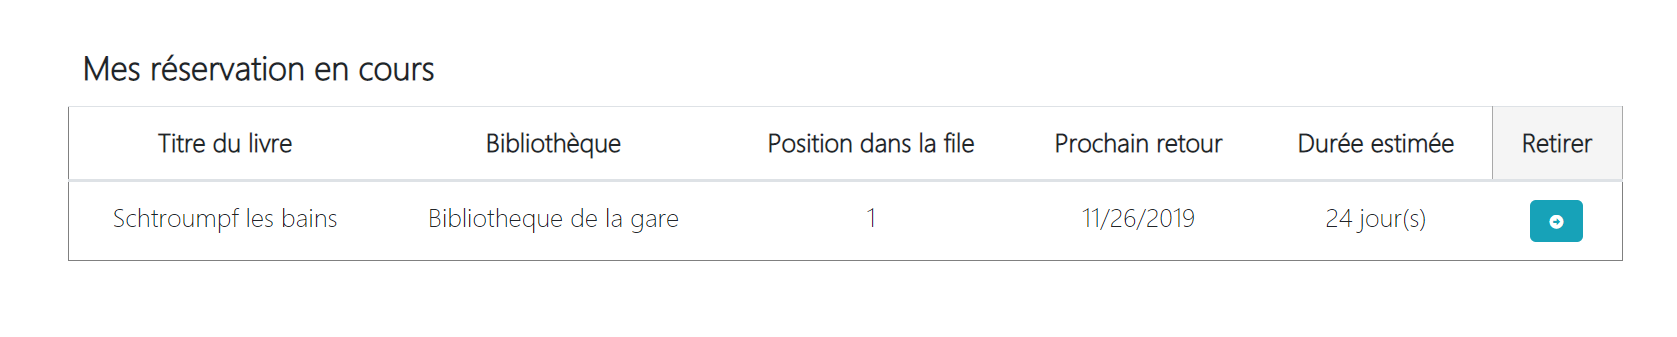 Mes réservation en cours
Titre du livre Bibliothèque Position dans la file Prochain retour Durée estimée Retirer
Schtroumpf les bains Bibliotheque de la gare 1 11/26/2019 24 jour(s)